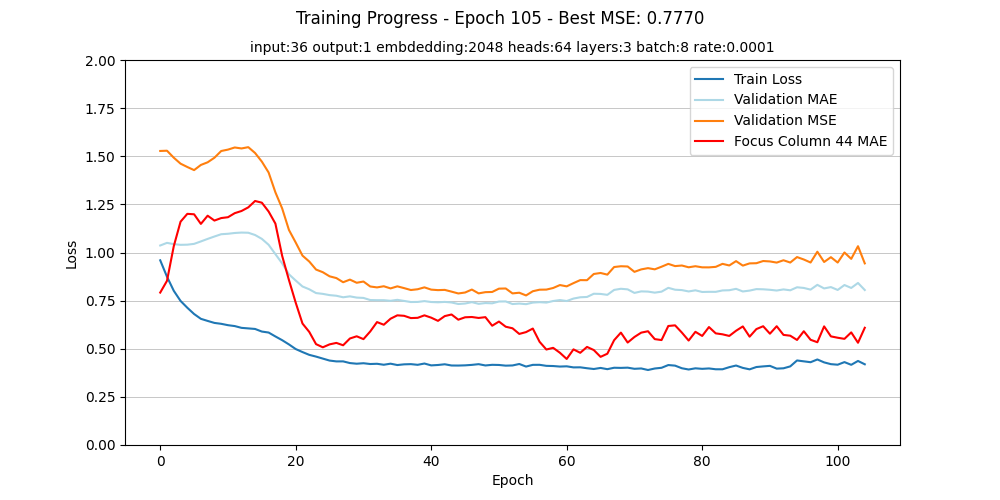 Training Progress - Epoch 105 - Best MSE: 0.7770
input:36 output:1 embdedding:2048 heads:64 layers:3 batch:8 rate:0.0001
Train Loss
Validation MAE
Validation MSE
Focus Column 44 MAE
2.00
1.75
1.50
1.25
1.00
0.75
0.50
0.25
0.00
Loss
0 20 40 60 80 100
Epoch